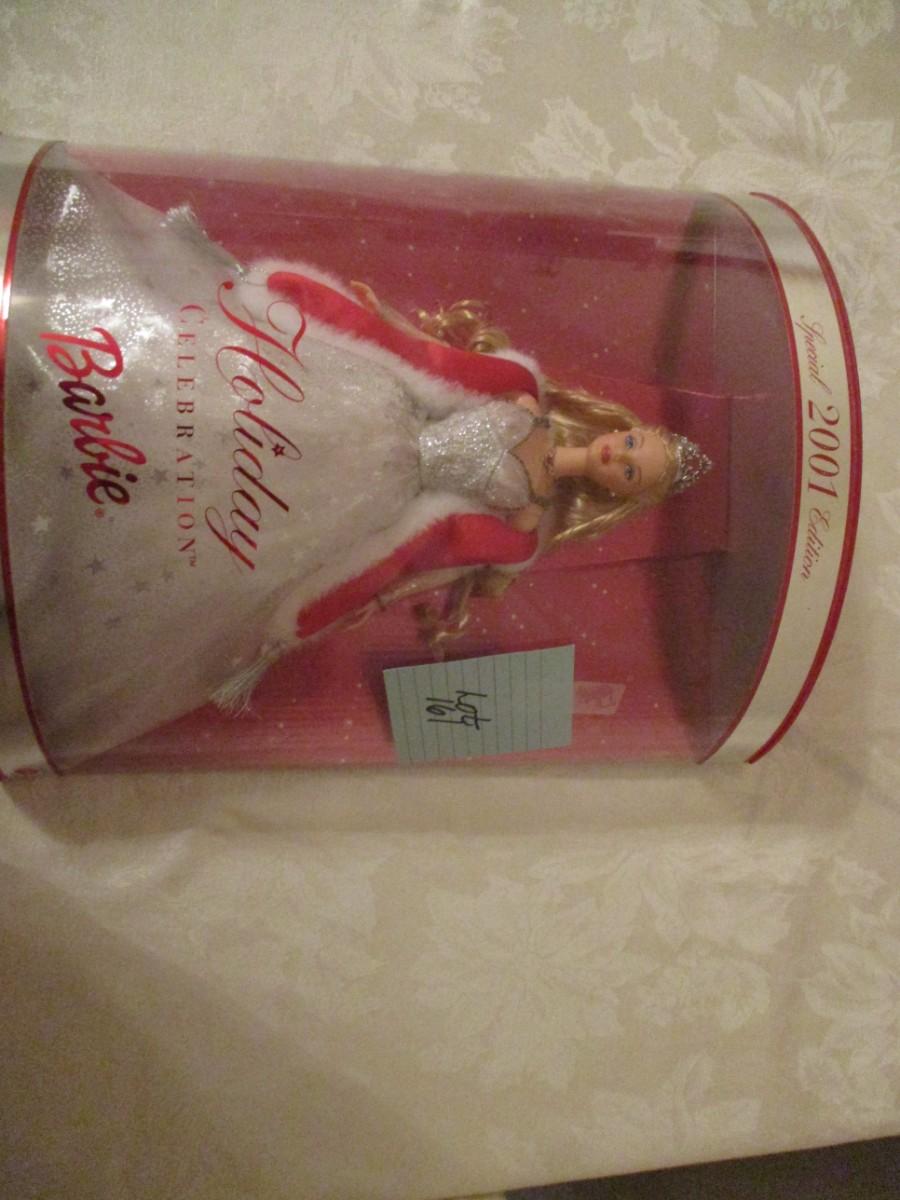 Special 2001 Edition
Holiday
CELEBRATION™
Barbie®
Lot
161